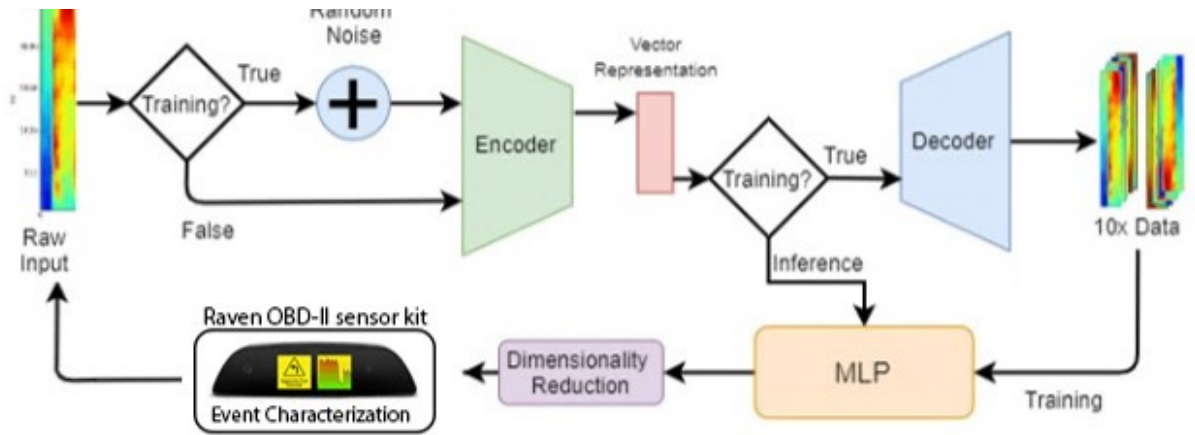 Random
Noise
Vector
Representation
True
Training?
Encoder
Decoder
True
Training?
False
10x Data
Raw
Input
Inference
Raven OBD-II sensor kit
Dimensionality
Reduction
MLP
Event Characterization
Training